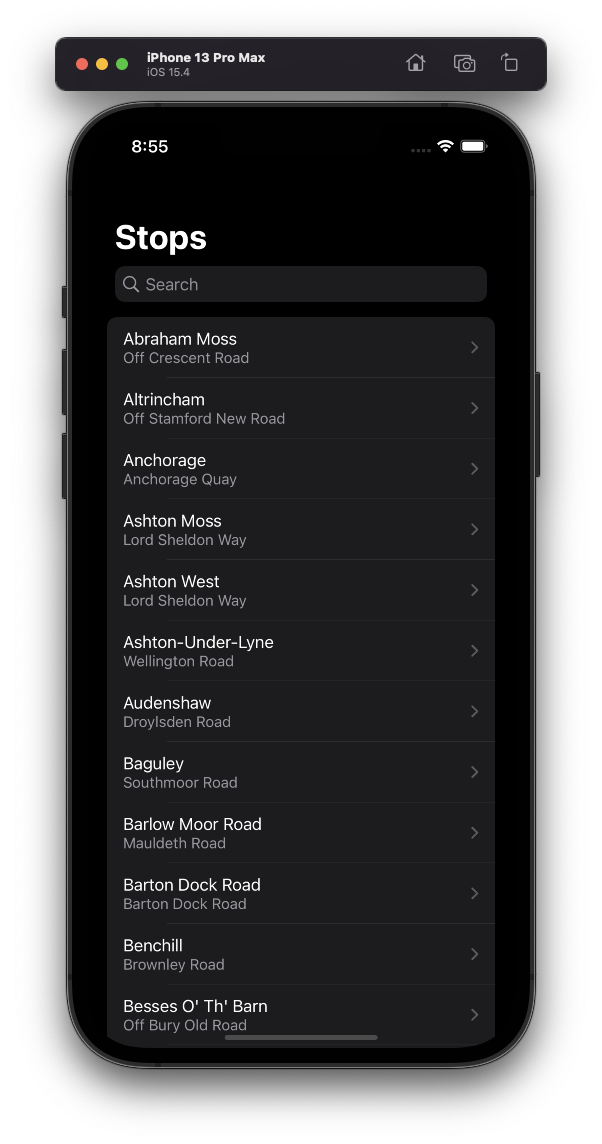 iPhone 13 Pro Max
iOS 15.4
8:55
Stops
Search
Abraham Moss
Off Crescent Road
Altrincham
Off Stamford New Road
Anchorage
Anchorage Quay
Ashton Moss
Lord Sheldon Way
Ashton West
Lord Sheldon Way
Ashton-Under-Lyne
Wellington Road
Audenshaw
Droylsden Road
Baguley
Southmoor Road
Barlow Moor Road
Mauldeth Road
Barton Dock Road
Barton Dock Road
Benchill
Brownley Road
Besses O' Th' Barn
Off Bury Old Road